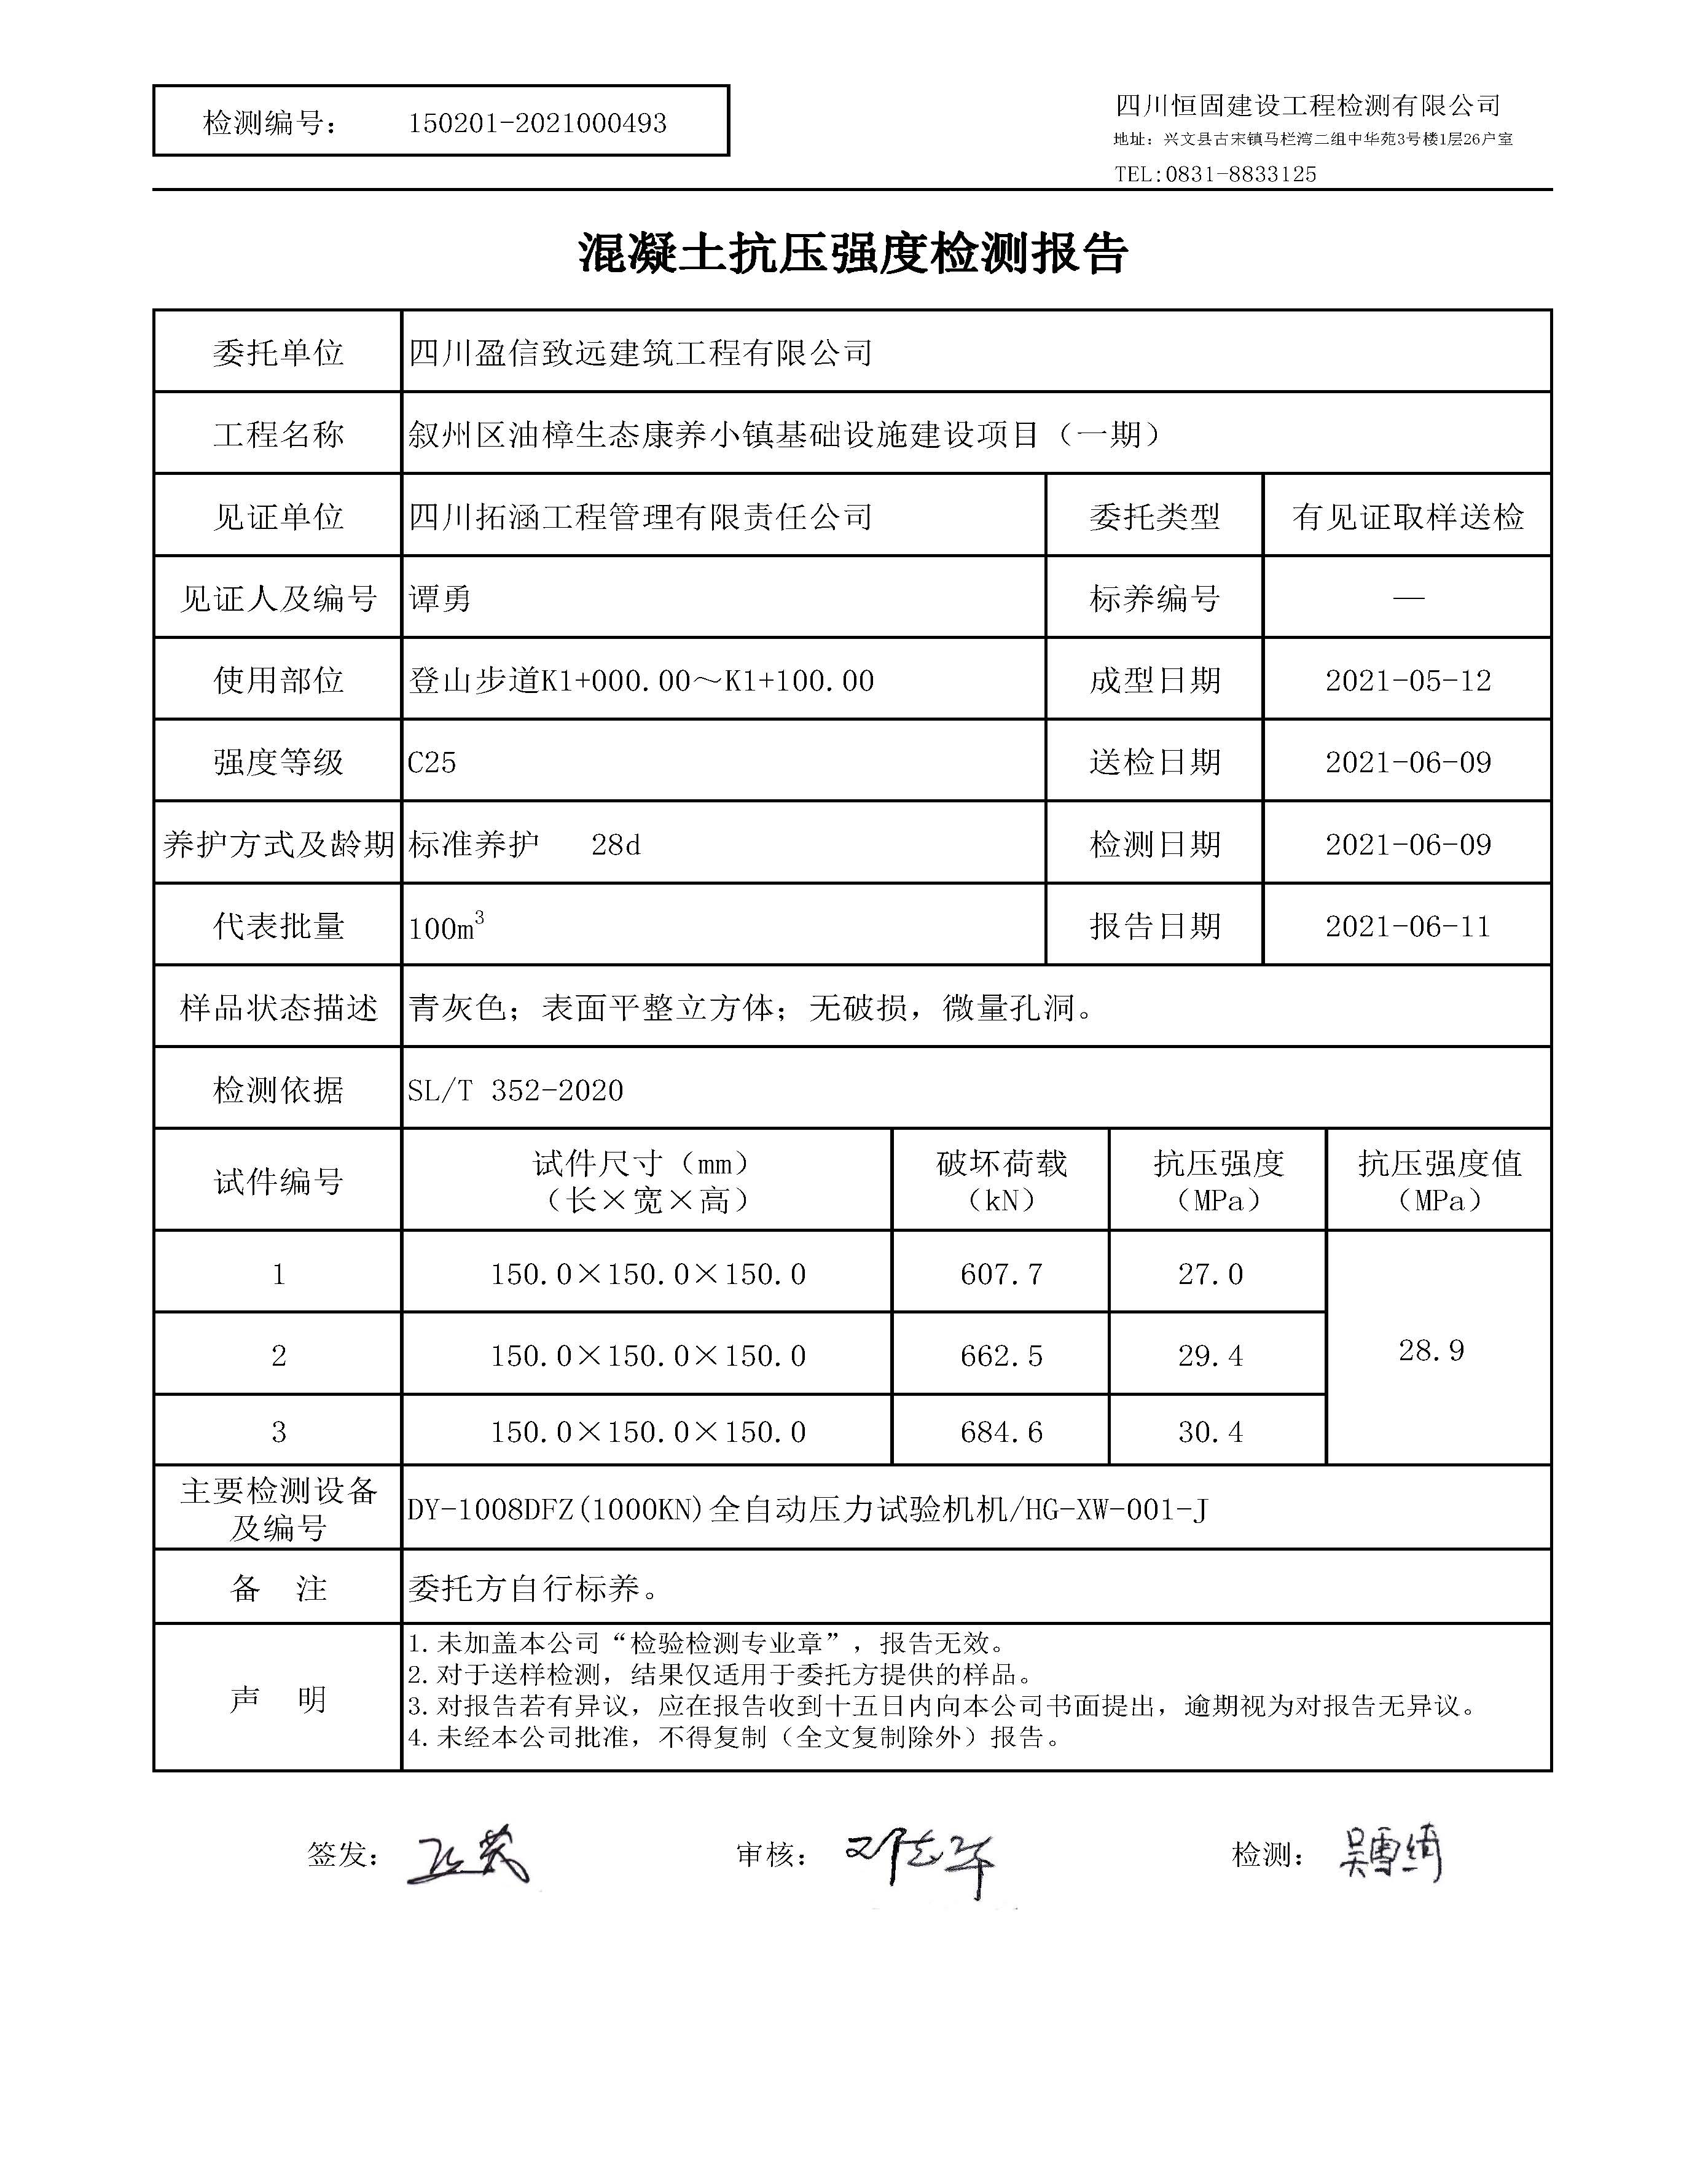 检测编号： 150201-2021000493
四川恒固建设工程检测有限公司
地址：兴文县古宋镇马栏湾二组中华苑3号楼1层26户室
TEL:0831-8833125
混凝土抗压强度检测报告
委托单位 四川盈信致远建筑工程有限公司
工程名称 叙州区油樟生态康养小镇基础设施建设项目（一期）
见证单位 四川拓涵工程管理有限责任公司 委托类型 有见证取样送检
见证人及编号 谭勇 标养编号 —
使用部位 登山步道K1+000.00～K1+100.00 成型日期 2021-05-12
强度等级 C25 送检日期 2021-06-09
养护方式及龄期 标准养护 28d 检测日期 2021-06-09
代表批量 100m³ 报告日期 2021-06-11
样品状态描述 青灰色；表面平整立方体；无破损，微量孔洞。
检测依据 SL/T 352-2020
试件编号 试件尺寸（mm）（长×宽×高） 破坏荷载（kN） 抗压强度（MPa） 抗压强度值（MPa）
1 150.0×150.0×150.0 607.7 27.0
2 150.0×150.0×150.0 662.5 29.4 28.9
3 150.0×150.0×150.0 684.6 30.4
主要检测设备及编号 DY-1008DFZ(1000KN)全自动压力试验机机/HG-XW-001-J
备 注 委托方自行标养。
声 明
1.未加盖本公司“检验检测专业章”，报告无效。
2.对于送样检测，结果仅适用于委托方提供的样品。
3.对报告若有异议，应在报告收到十五日内向本公司书面提出，逾期视为对报告无异议。
4.未经本公司批准，不得复制（全文复制除外）报告。
签发： 审核： 检测：吴雪绮